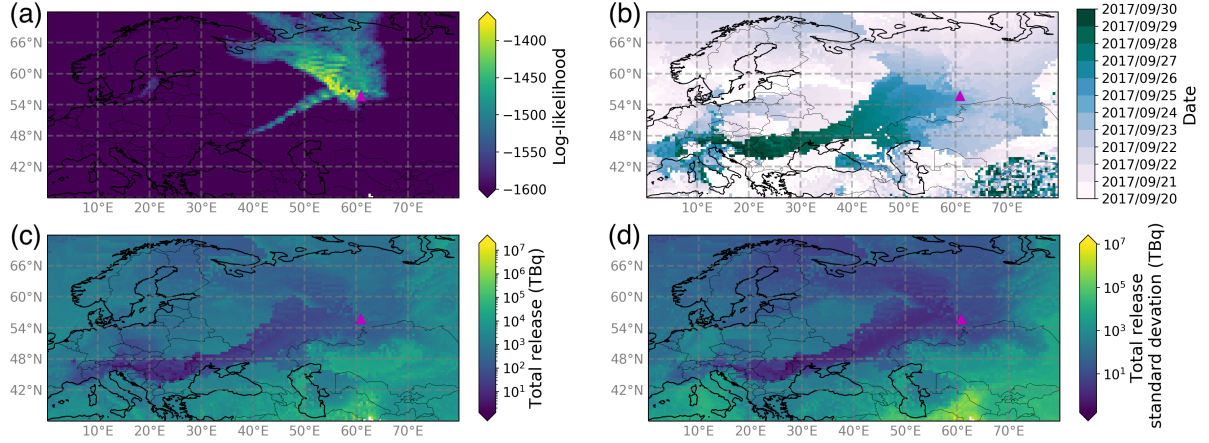 (a)
66°N
60°N
54°N
48°N
42°N
10°E 20°E 30°E 40°E 50°E 60°E 70°E
−1400
−1450
−1500
−1550
−1600
Log-likelihood
(b)
66°N
60°N
54°N
48°N
42°N
10°E 20°E 30°E 40°E 50°E 60°E 70°E
2017/09/30
2017/09/29
2017/09/28
2017/09/27
2017/09/26
2017/09/25
2017/09/24
2017/09/23
2017/09/22
2017/09/22
2017/09/21
2017/09/20
Date
(c)
66°N
60°N
54°N
48°N
42°N
10°E 20°E 30°E 40°E 50°E 60°E 70°E
10⁷
10⁶
10⁵
10⁴
10³
10²
10¹
Total release (TBq)
(d)
66°N
60°N
54°N
48°N
42°N
10°E 20°E 30°E 40°E 50°E 60°E 70°E
10⁷
10⁵
10³
10¹
Total release
standard deviation (TBq)